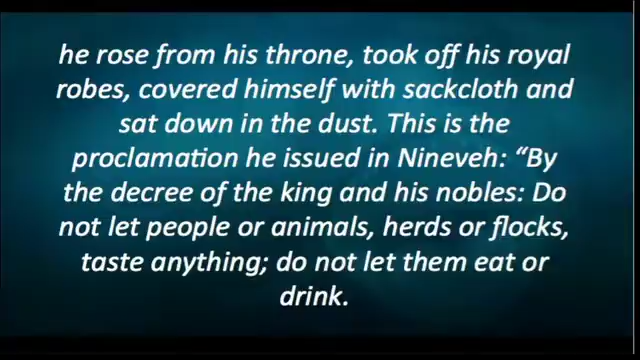 he rose from his throne, took off his royal
robes, covered himself with sackcloth and
sat down in the dust. This is the
proclamation he issued in Nineveh: “By
the decree of the king and his nobles: Do
not let people or animals, herds or flocks,
taste anything; do not let them eat or
drink.